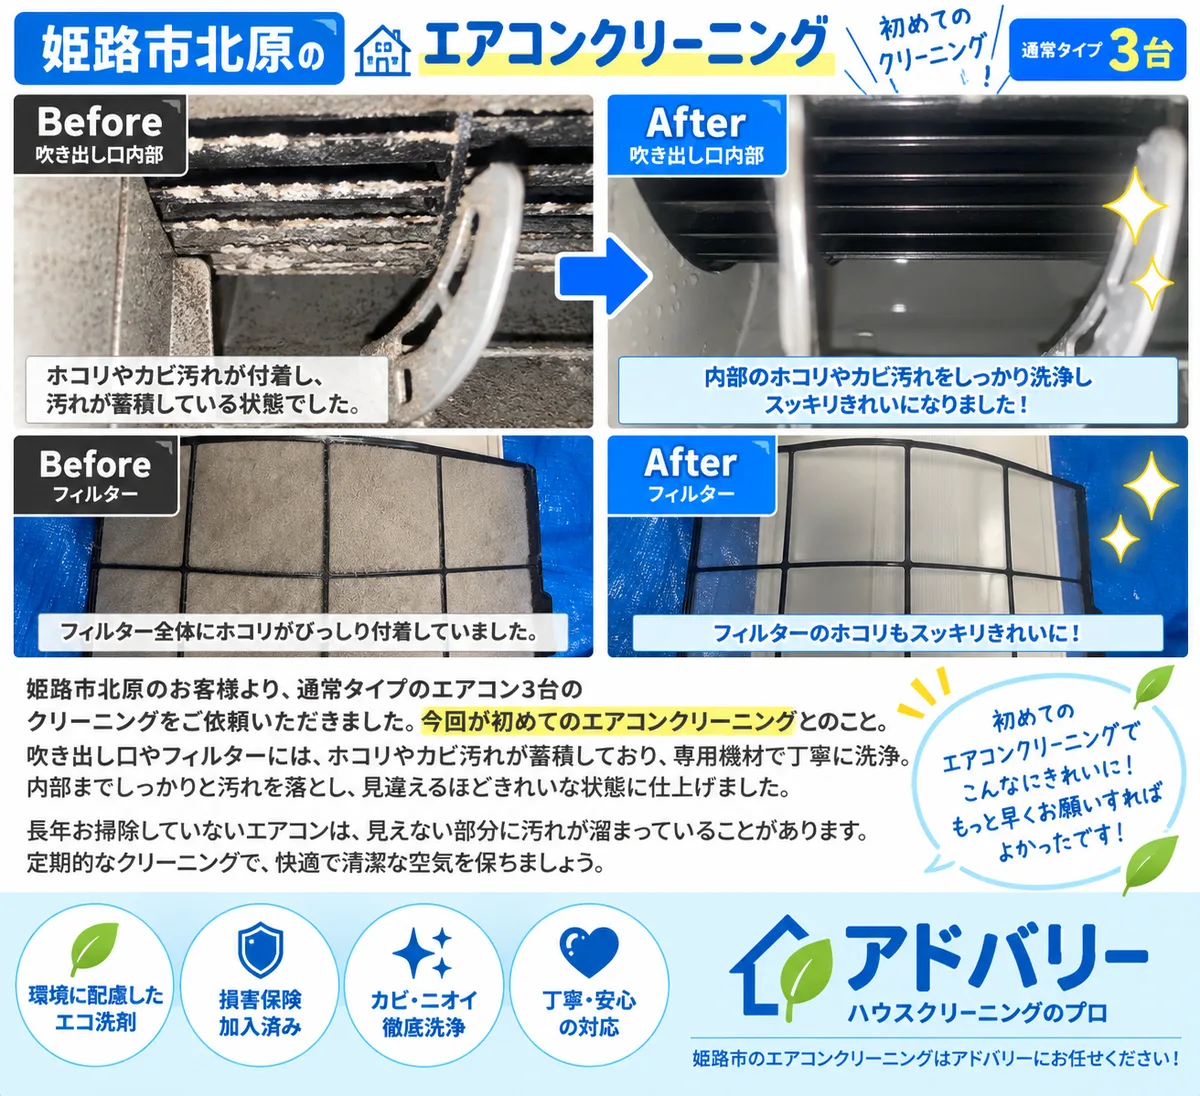 姫路市北原の
エアコンクリーニング
初めての
クリーニング!
通常タイプ 3台
Before
吹き出し口内部
After
吹き出し口内部
ホコリやカビ汚れが付着し、
汚れが蓄積している状態でした。
内部のホコリやカビ汚れをしっかり洗浄し
スッキリきれいになりました!
Before
フィルター
After
フィルター
フィルター全体にホコリがびっしり付着していました。
フィルターのホコリもスッキリきれいに!
姫路市北原のお客様より、通常タイプのエアコン3台の
クリーニングをご依頼いただきました。今回が初めてのエアコンクリーニングとのこと。
吹き出し口やフィルターには、ホコリやカビ汚れが蓄積しており、専用機材で丁寧に洗浄。
内部までしっかりと汚れを落とし、見違えるほどきれいな状態に仕上げました。
長年お掃除していないエアコンは、見えない部分に汚れが溜まっていることがあります。
定期的なクリーニングで、快適で清潔な空気を保ちましょう。
初めての
エアコンクリーニングで
こんなにきれいに!
もっと早くお願いすれば
よかったです!
環境に配慮した
エコ洗剤
損害保険
加入済み
カビ・ニオイ
徹底洗浄
丁寧・安心
の対応
アドバリー
ハウスクリーニングのプロ
姫路市のエアコンクリーニングはアドバリーにお任せください!